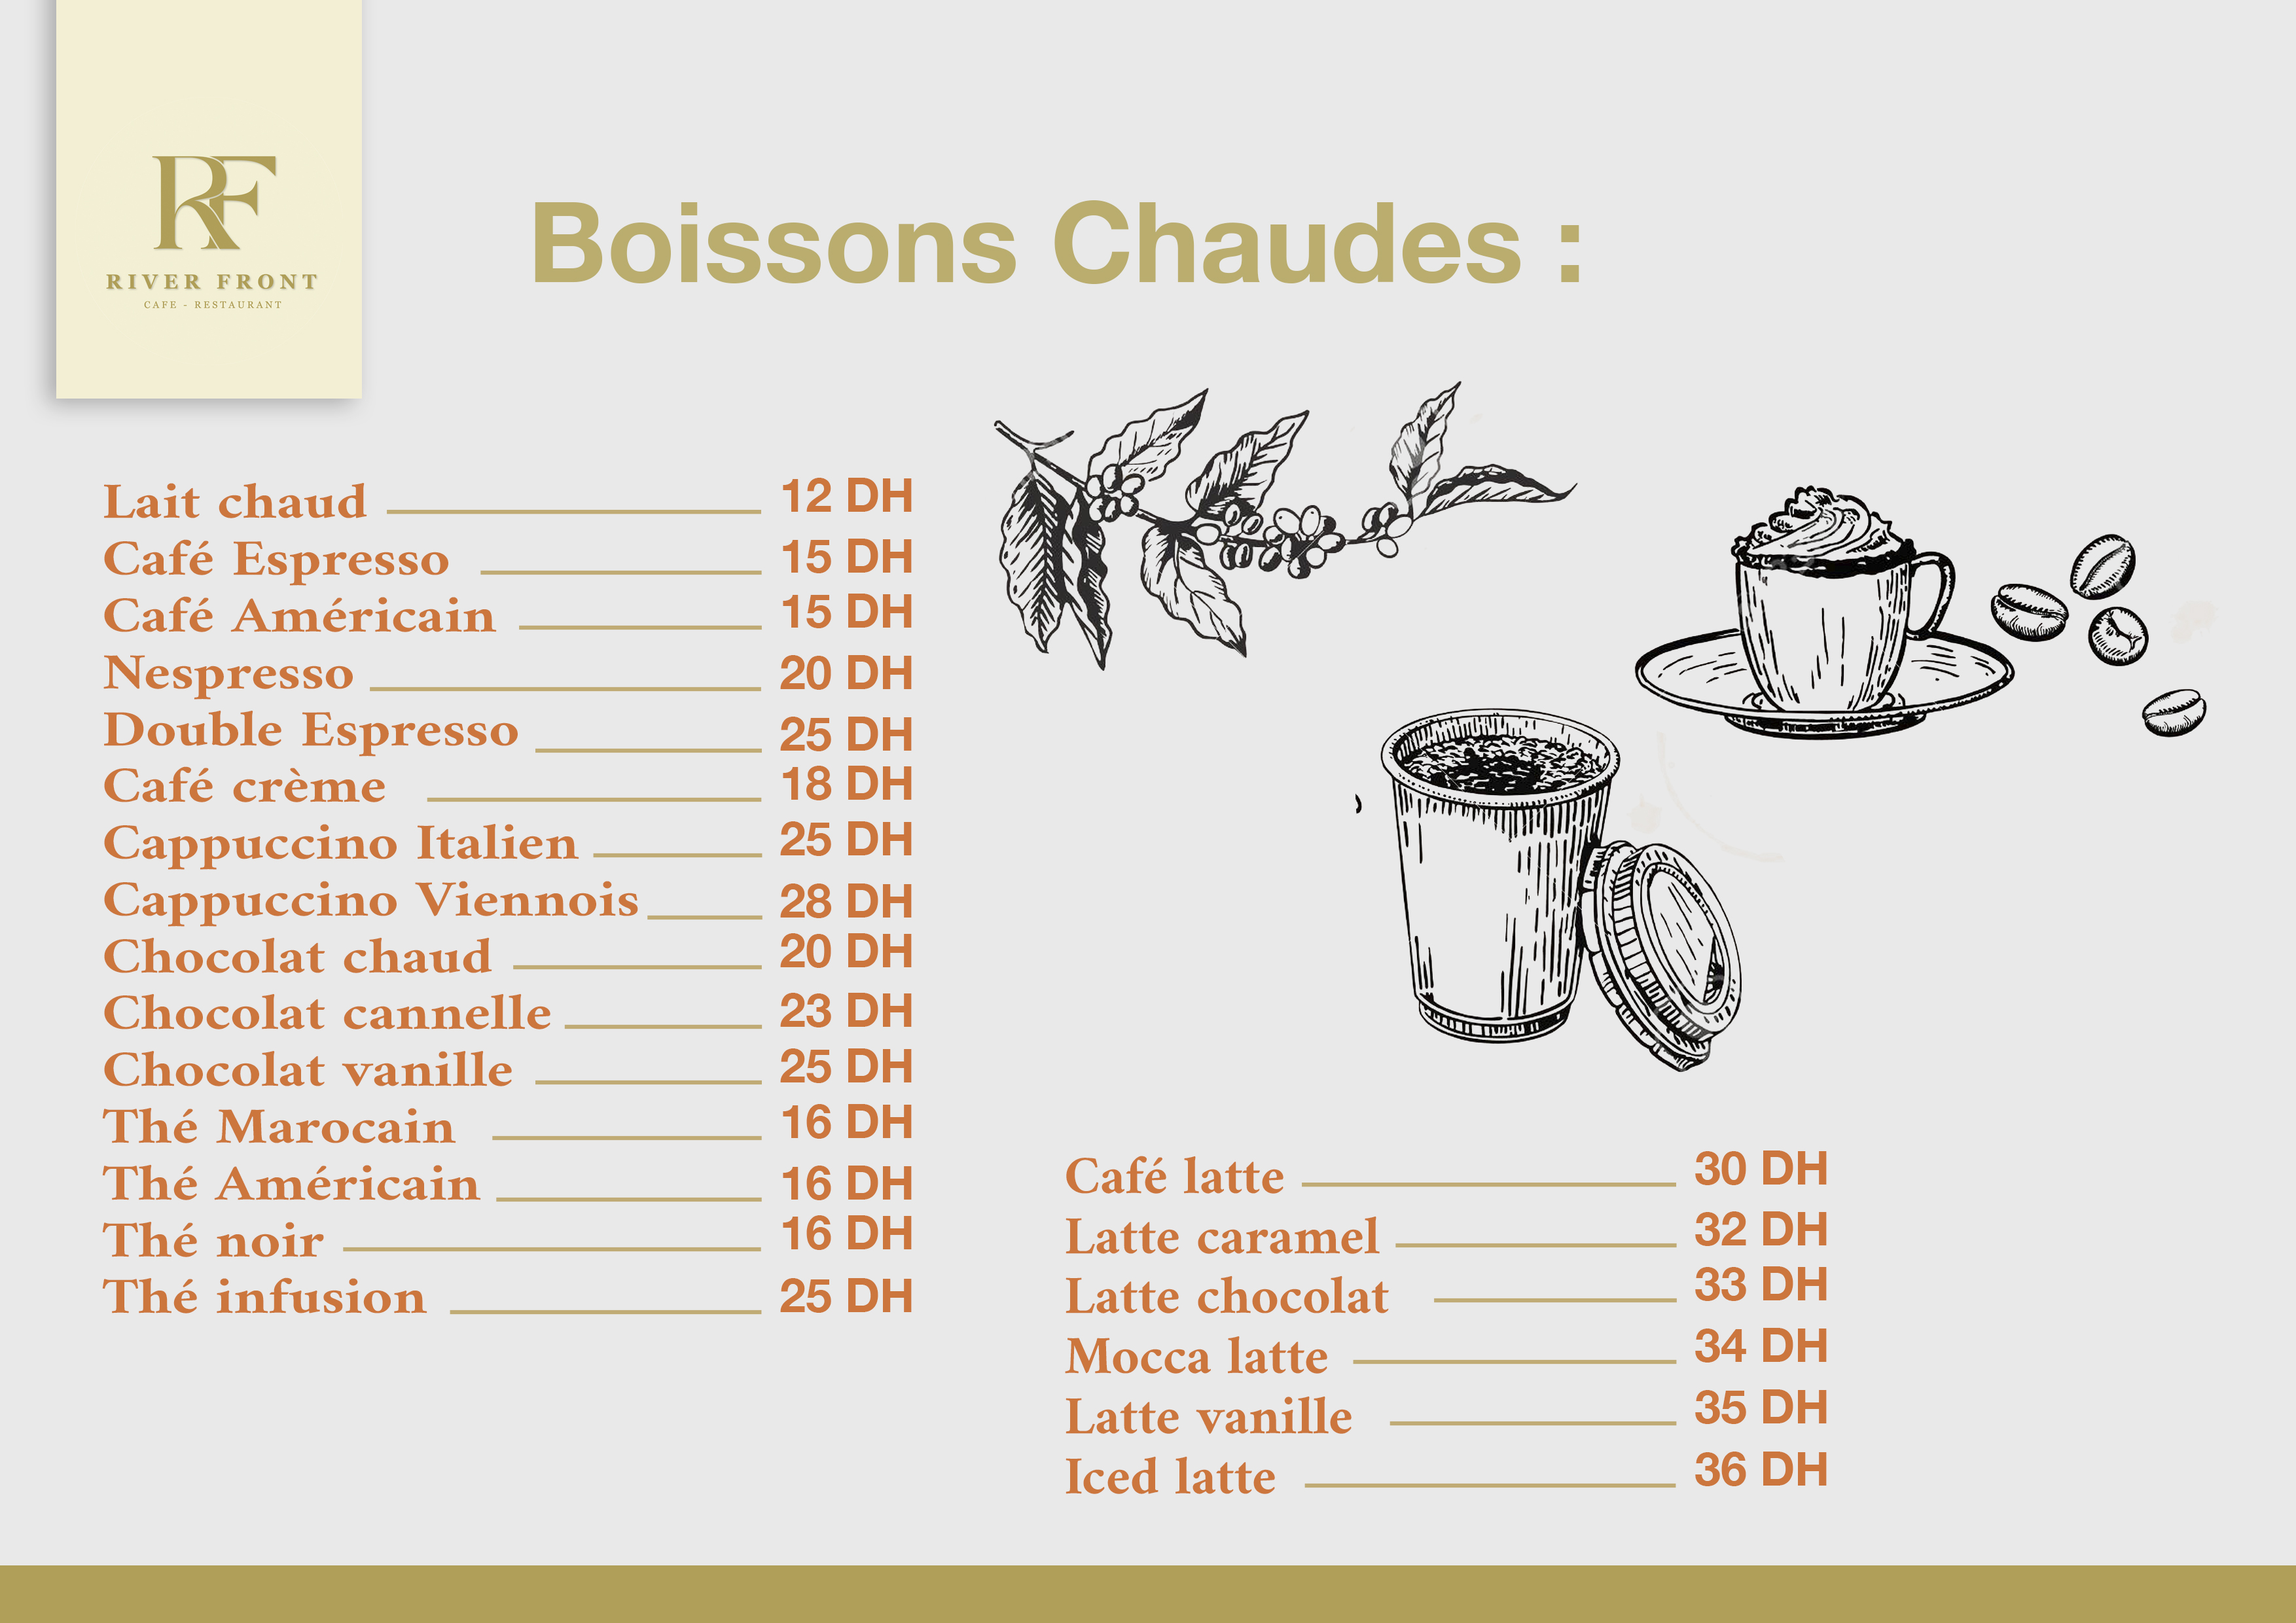 RF
RIVER FRONT
CAFE - RESTAURANT
Boissons Chaudes :
Lait chaud 12 DH
Café Espresso 15 DH
Café Américain 15 DH
Nespresso 20 DH
Double Espresso 25 DH
Café crème 18 DH
Cappuccino Italien 25 DH
Cappuccino Viennois 28 DH
Chocolat chaud 20 DH
Chocolat cannelle 23 DH
Chocolat vanille 25 DH
Thé Marocain 16 DH
Thé Américain 16 DH
Thé noir 16 DH
Thé infusion 25 DH
Café latte 30 DH
Latte caramel 32 DH
Latte chocolat 33 DH
Mocca latte 34 DH
Latte vanille 35 DH
Iced latte 36 DH